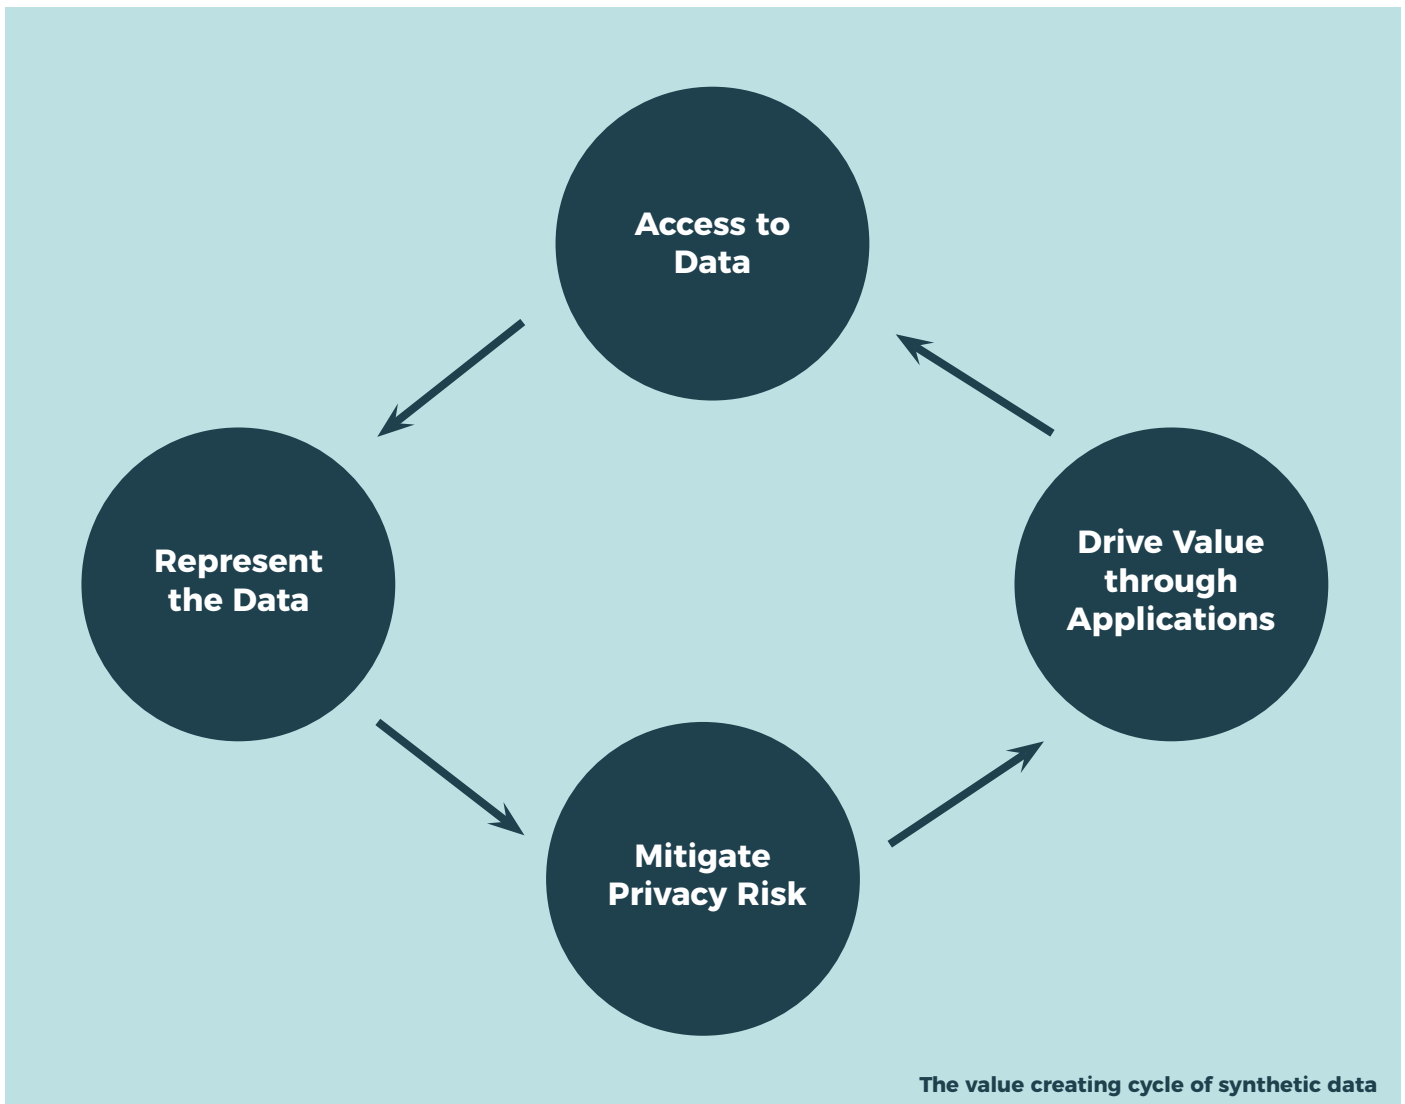 Access to
Data
Represent
the Data
Drive Value
through
Applications
Mitigate
Privacy Risk
The value creating cycle of synthetic data